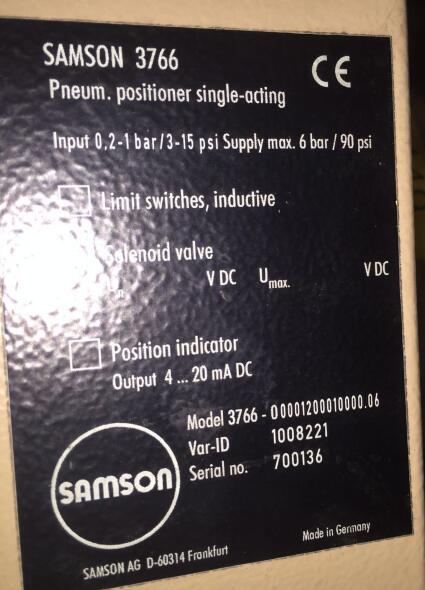 SAMSON 3766
CE
Pneum. positioner single-acting
Input 0,2-1 bar/3-15 psi Supply max. 6 bar / 90 psi
Limit switches, inductive
valve
V DC Umax. V DC
Position indicator
Output 4 ... 20 mA DC
Model 3766 - 00001200010000.06
Var-ID 1008221
Serial no. 700136
SAMSON
SAMSON AG D-60314 Frankfurt
Made in Germany